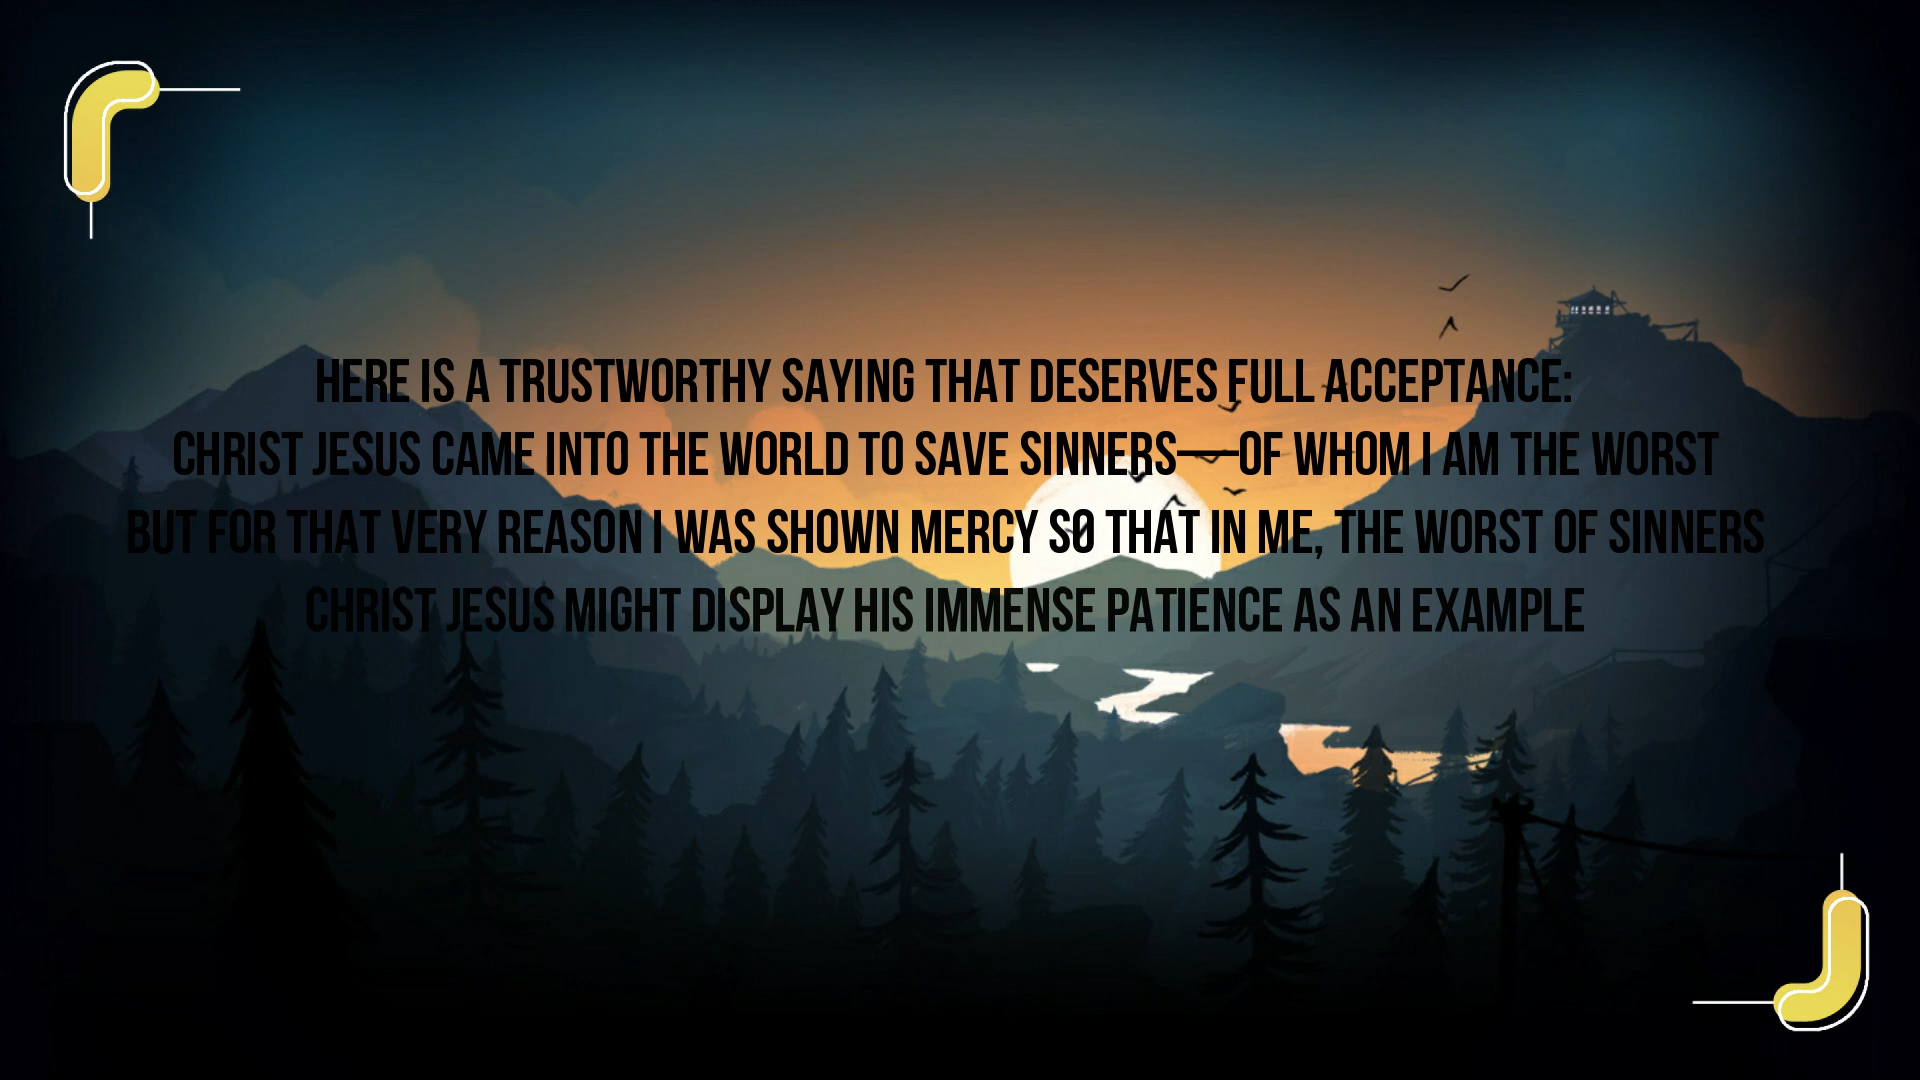 HERE IS A TRUSTWORTHY SAYING THAT DESERVES FULL ACCEPTANCE:
CHRIST JESUS CAME INTO THE WORLD TO SAVE SINNERS—OF WHOM I AM THE WORST
BUT FOR THAT VERY REASON I WAS SHOWN MERCY SO THAT IN ME, THE WORST OF SINNERS
CHRIST JESUS MIGHT DISPLAY HIS IMMENSE PATIENCE AS AN EXAMPLE